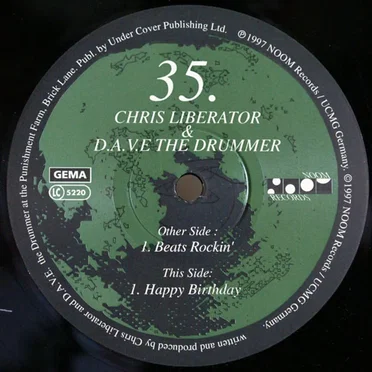 35.
CHRIS LIBERATOR
&
D.A.V.E THE DRUMMER
GEMA
LC 5220
NOOM
RECORDS
Other Side :
1. Beats Rockin'
This Side:
1. Happy Birthday
written and produced by Chris Liberator and D.A.V.E. the Drummer at the Punishment Farm, Brick Lane. Publ. by Under Cover Publishing Ltd.
℗ 1997 NOOM Records / UCMG Germany. ©1997 NOOM Records / UCMG Germany.